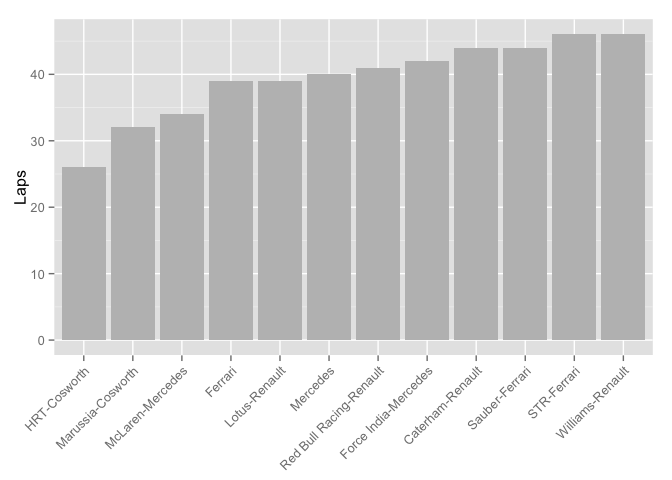 40
30
20
10
0
Laps
HRT-Cosworth
Marussia-Cosworth
McLaren-Mercedes
Ferrari
Lotus-Renault
Mercedes
Red Bull Racing-Renault
Force India-Mercedes
Caterham-Renault
Sauber-Ferrari
STR-Ferrari
Williams-Renault